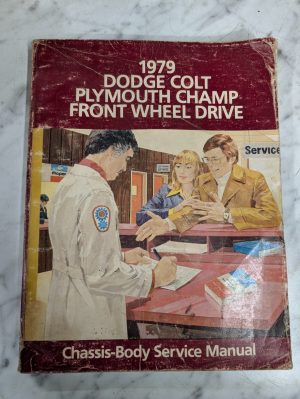 1979
DODGE COLT
PLYMOUTH CHAMP
FRONT WHEEL DRIVE
Service
Chassis-Body Service Manual